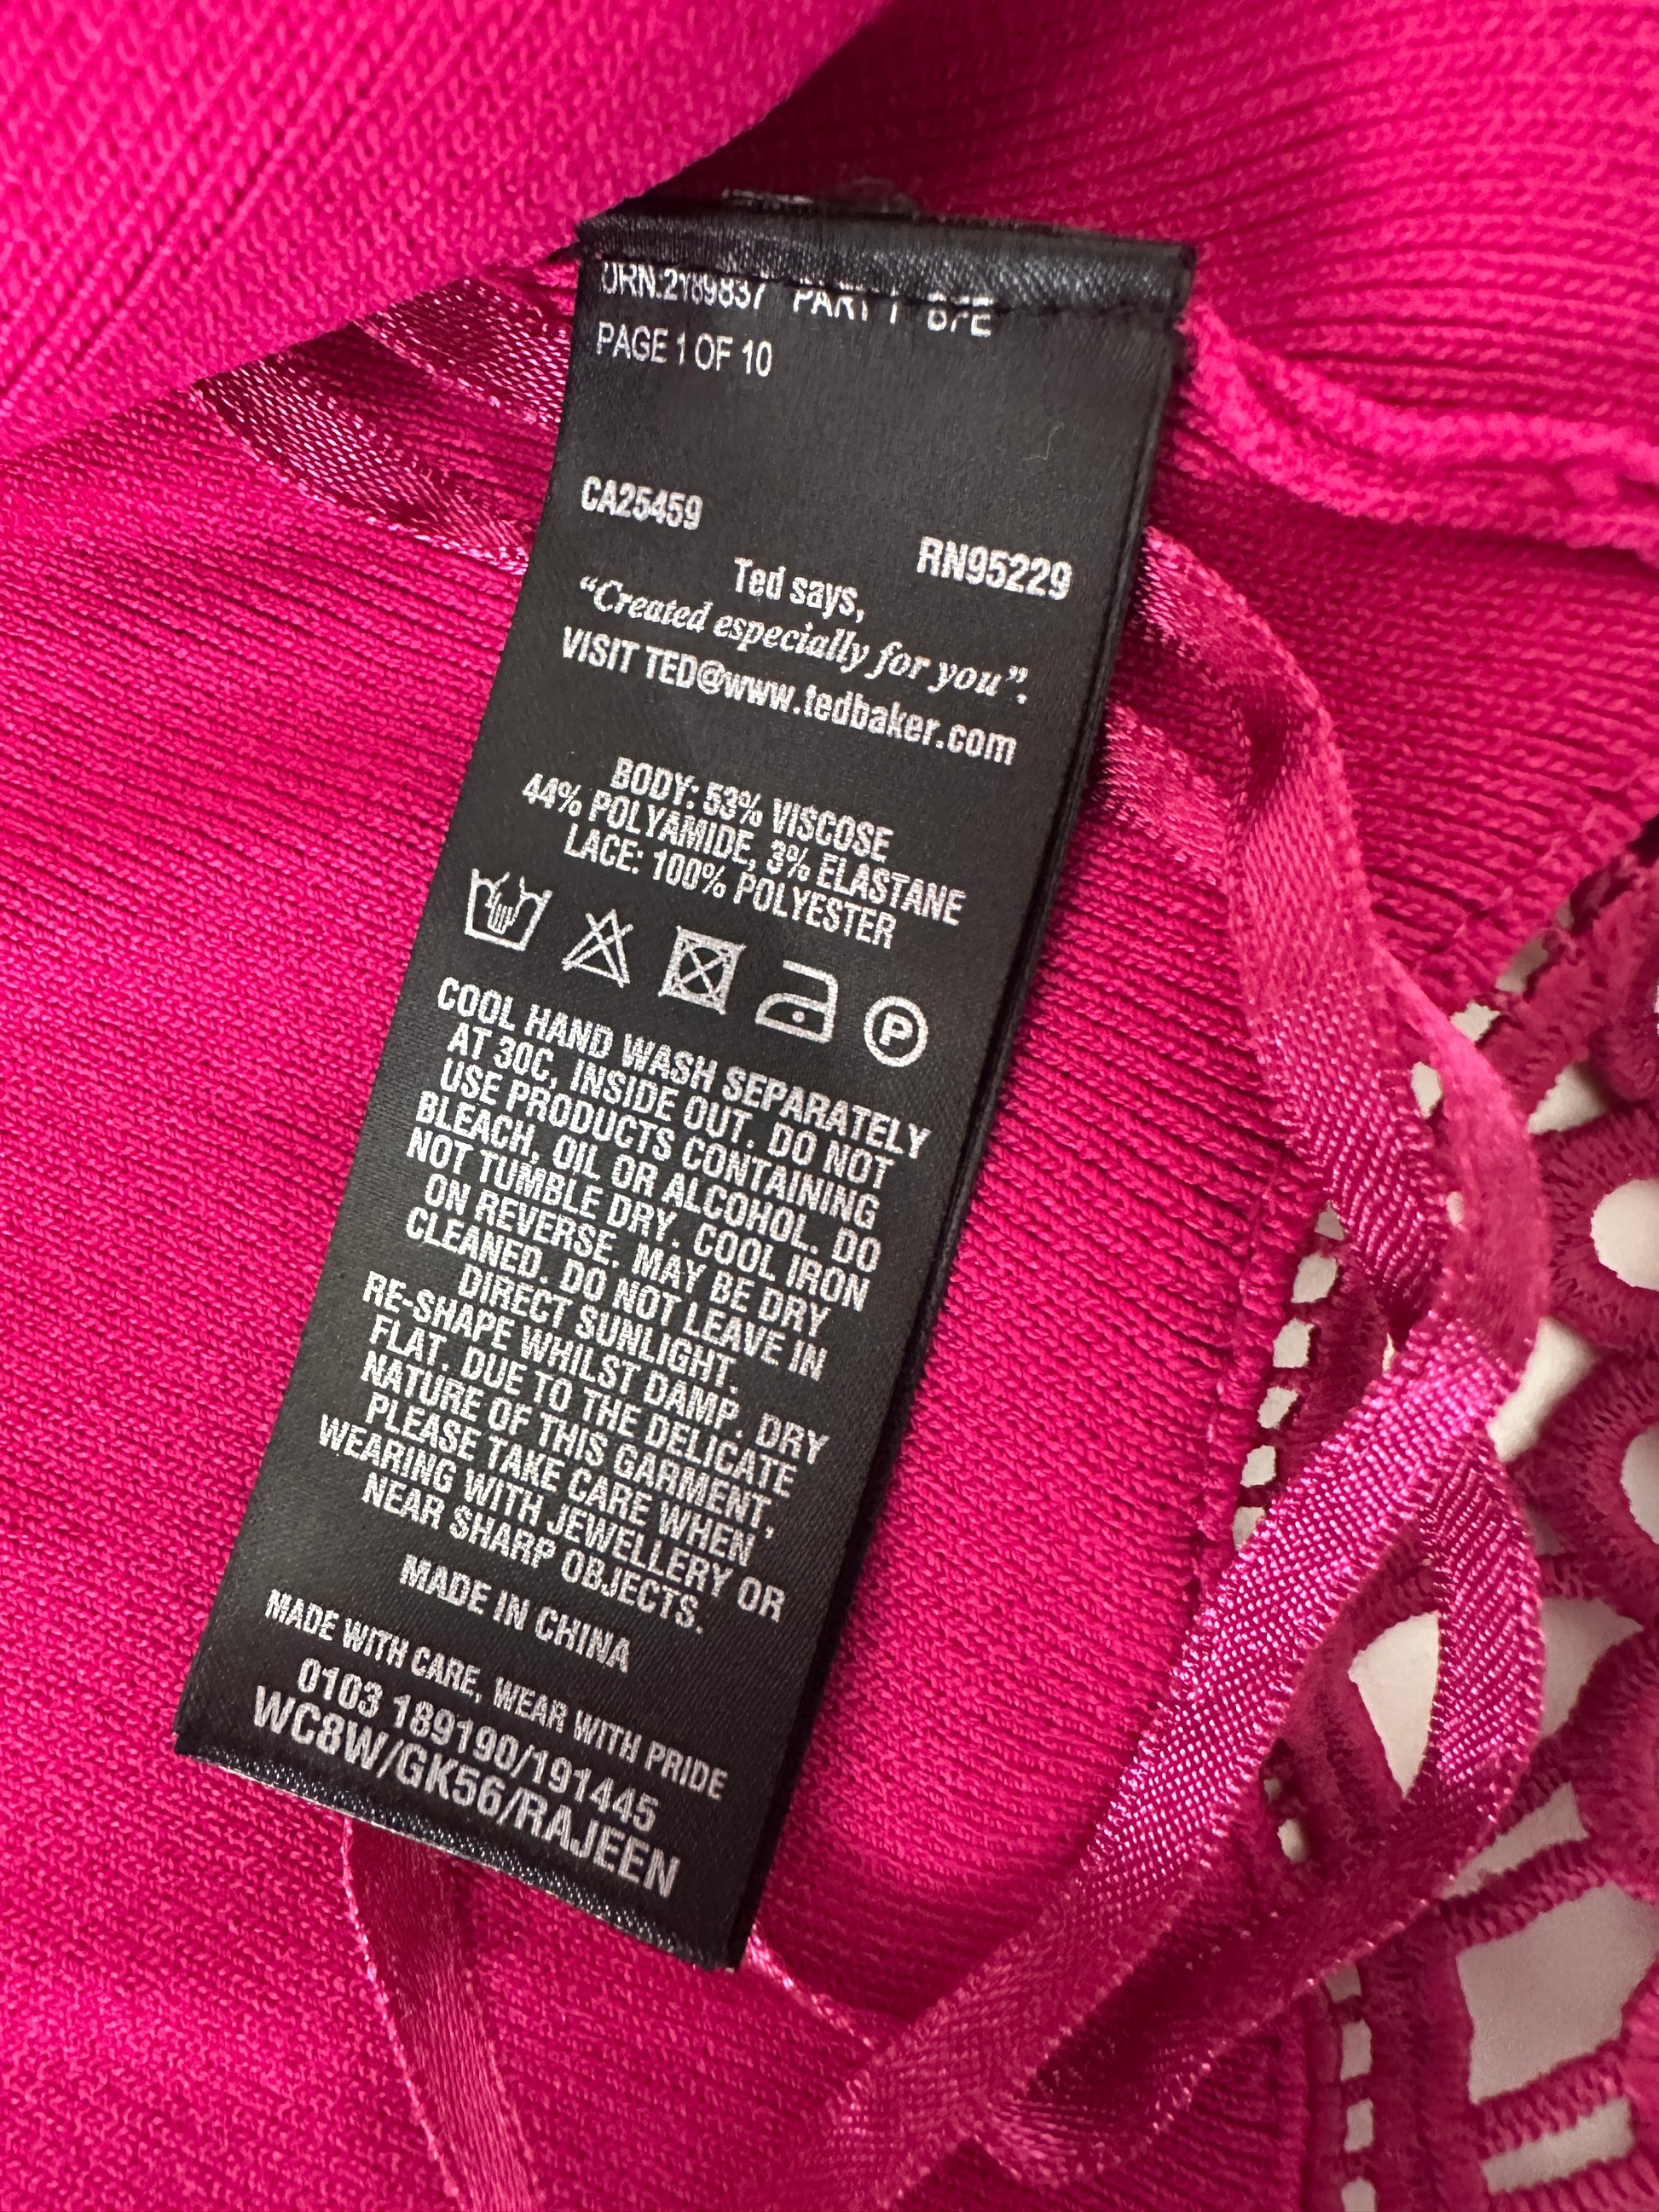 URN:2Y89837 PART 1 B7E
PAGE 1 OF 10
CA25459
RN95229
Ted says,
“Created especially for you”.
VISIT TED@www.tedbaker.com
BODY: 53% VISCOSE
44% POLYAMIDE, 3% ELASTANE
LACE: 100% POLYESTER
P
COOL HAND WASH SEPARATELY
AT 30C, INSIDE OUT. DO NOT
USE PRODUCTS CONTAINING
BLEACH, OIL OR ALCOHOL. DO
NOT TUMBLE DRY. COOL IRON
ON REVERSE. MAY BE DRY
CLEANED. DO NOT LEAVE IN
DIRECT SUNLIGHT.
RE-SHAPE WHILST DAMP. DRY
FLAT. DUE TO THE DELICATE
NATURE OF THIS GARMENT,
PLEASE TAKE CARE WHEN
WEARING WITH JEWELLERY OR
NEAR SHARP OBJECTS.
MADE IN CHINA
MADE WITH CARE, WEAR WITH PRIDE
0103 189190/191445
WC8W/GK56/RAJEEN